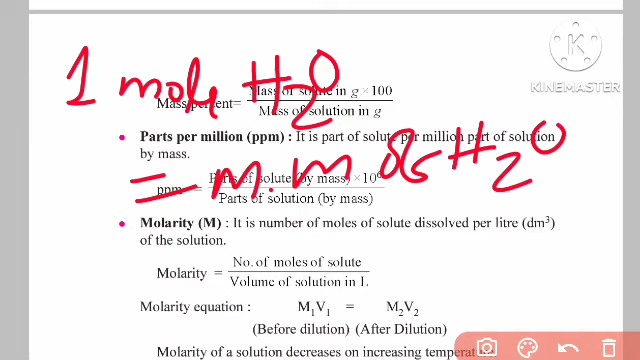 KINEMASTER
1 mole H2O
Mass percent = Mass of solute in g × 100 / Mass of solution in g
• Parts per million (ppm) : It is part of solute per million part of solution
by mass.
= M.M of H2O
ppm = Parts of solute (by mass) × 10⁶ / Parts of solution (by mass)
• Molarity (M) : It is number of moles of solute dissolved per litre (dm³)
of the solution.
Molarity = No. of moles of solute / Volume of solution in L
Molarity equation : M₁V₁ = M₂V₂
(Before dilution) (After dilution)
Molarity of a solution decreases on increasing